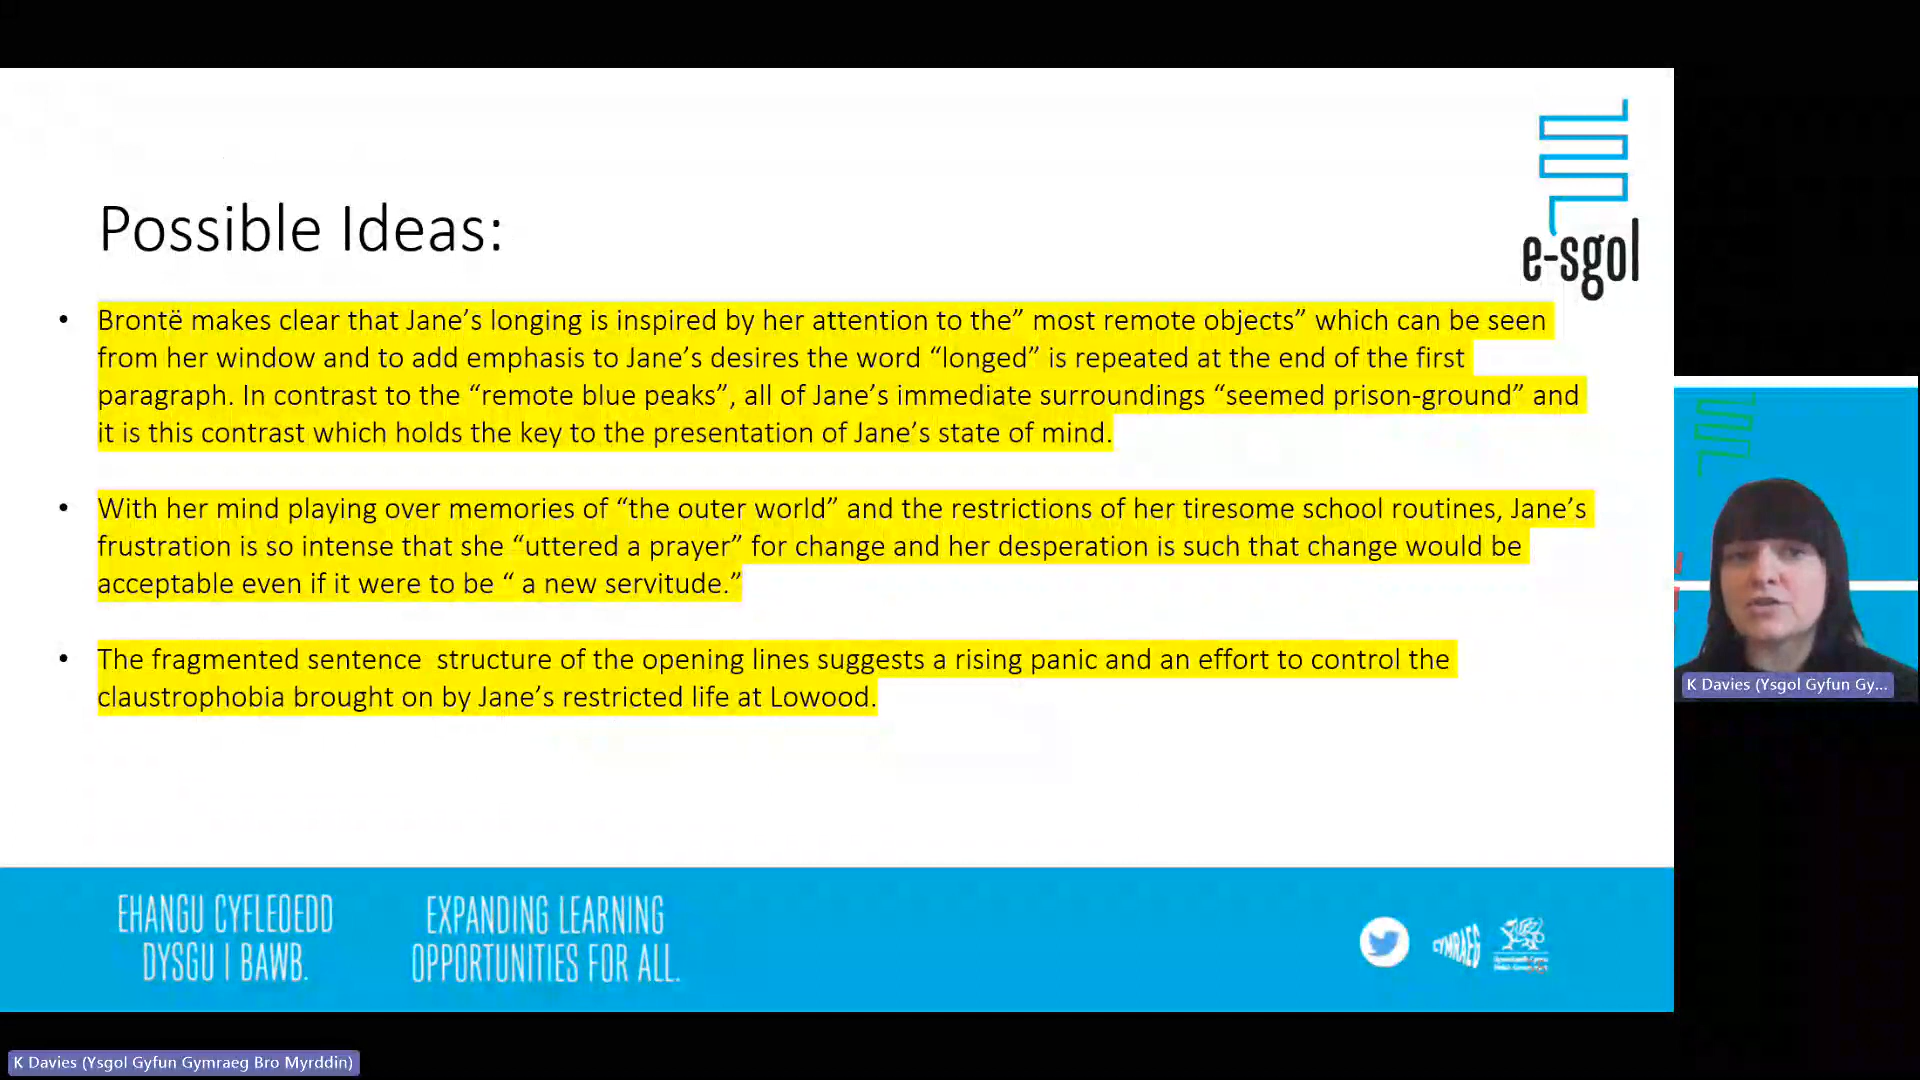 e-sgol
Possible Ideas:
• Brontë makes clear that Jane’s longing is inspired by her attention to the” most remote objects” which can be seen
from her window and to add emphasis to Jane’s desires the word “longed” is repeated at the end of the first
paragraph. In contrast to the “remote blue peaks”, all of Jane’s immediate surroundings “seemed prison-ground” and
it is this contrast which holds the key to the presentation of Jane’s state of mind.
• With her mind playing over memories of “the outer world” and the restrictions of her tiresome school routines, Jane’s
frustration is so intense that she “uttered a prayer” for change and her desperation is such that change would be
acceptable even if it were to be “ a new servitude.”
• The fragmented sentence  structure of the opening lines suggests a rising panic and an effort to control the
claustrophobia brought on by Jane’s restricted life at Lowood.
K Davies (Ysgol Gyfun Gy...
EHANGU CYFLEOEDD
DYSGU I BAWB.
EXPANDING LEARNING
OPPORTUNITIES FOR ALL.
CYMRAEG
K Davies (Ysgol Gyfun Gymraeg Bro Myrddin)